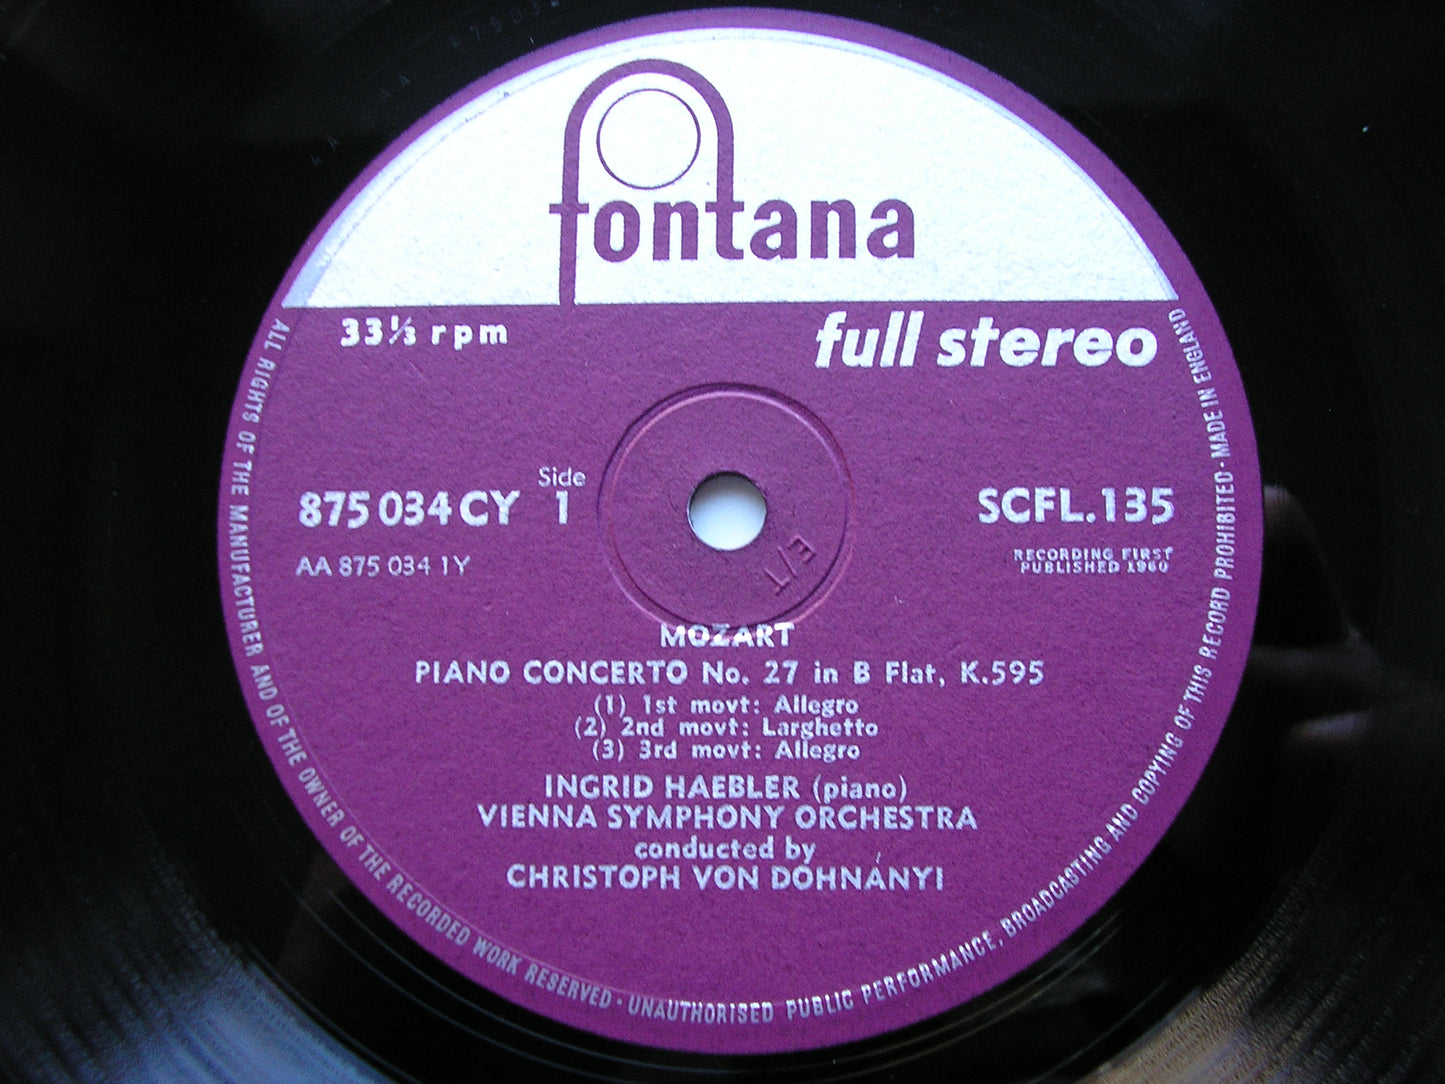 fontana
33⅓ rpm
full stereo
875 034 CY
Side
1
SCFL.135
AA 875 034 1Y
RECORDING FIRST
PUBLISHED 1960
E/T
MOZART
PIANO CONCERTO No. 27 in B Flat, K.595
(1) 1st movt: Allegro
(2) 2nd movt: Larghetto
(3) 3rd movt: Allegro
INGRID HAEBLER (piano)
VIENNA SYMPHONY ORCHESTRA
conducted by
CHRISTOPH VON DOHNÁNYI
ALL RIGHTS OF THE MANUFACTURER AND OF THE OWNER OF THE RECORDED WORK RESERVED · UNAUTHORISED PUBLIC PERFORMANCE, BROADCASTING AND COPYING OF THIS RECORD PROHIBITED · MADE IN ENGLAND